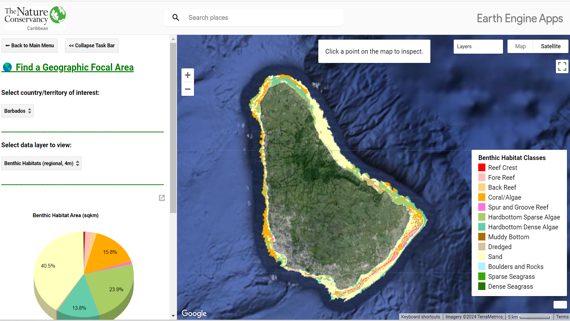 The Nature
Conservancy
Caribbean
Search places
Earth Engine Apps
⬅ Back to Main Menu
<< Collapse Task Bar
Click a point on the map to inspect.
Layers
Map
Satellite
🌎 Find a Geographic Focal Area
Select country/territory of interest:
Barbados
Select data layer to view:
Benthic Habitats (regional, 4m)
Benthic Habitat Area (sqkm)
40.5%
15.8%
23.9%
13.8%
+
−
Benthic Habitat Classes
Reef Crest
Fore Reef
Back Reef
Coral/Algae
Spur and Groove Reef
Hardbottom Sparse Algae
Hardbottom Dense Algae
Muddy Bottom
Dredged
Sand
Boulders and Rocks
Sparse Seagrass
Dense Seagrass
Google
Keyboard shortcuts
Imagery ©2024 TerraMetrics
Terms